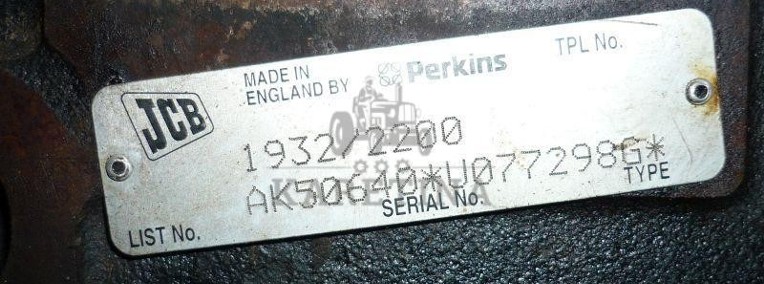 JCB
MADE IN
ENGLAND BY
Perkins
TPL No.
1932/2200
AK50640*U077298G*
LIST No.
SERIAL No.
TYPE